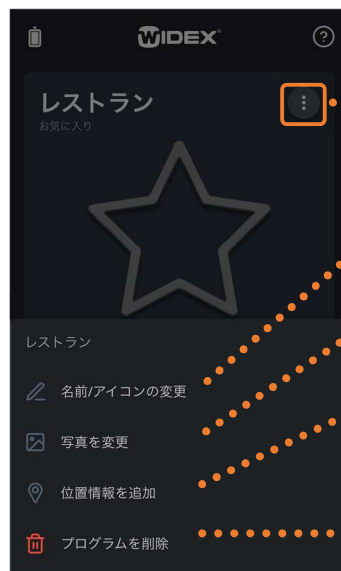 WIDEX
レストラン
お気に入り
レストラン
名前/アイコンの変更
写真を変更
位置情報を追加
プログラムを削除